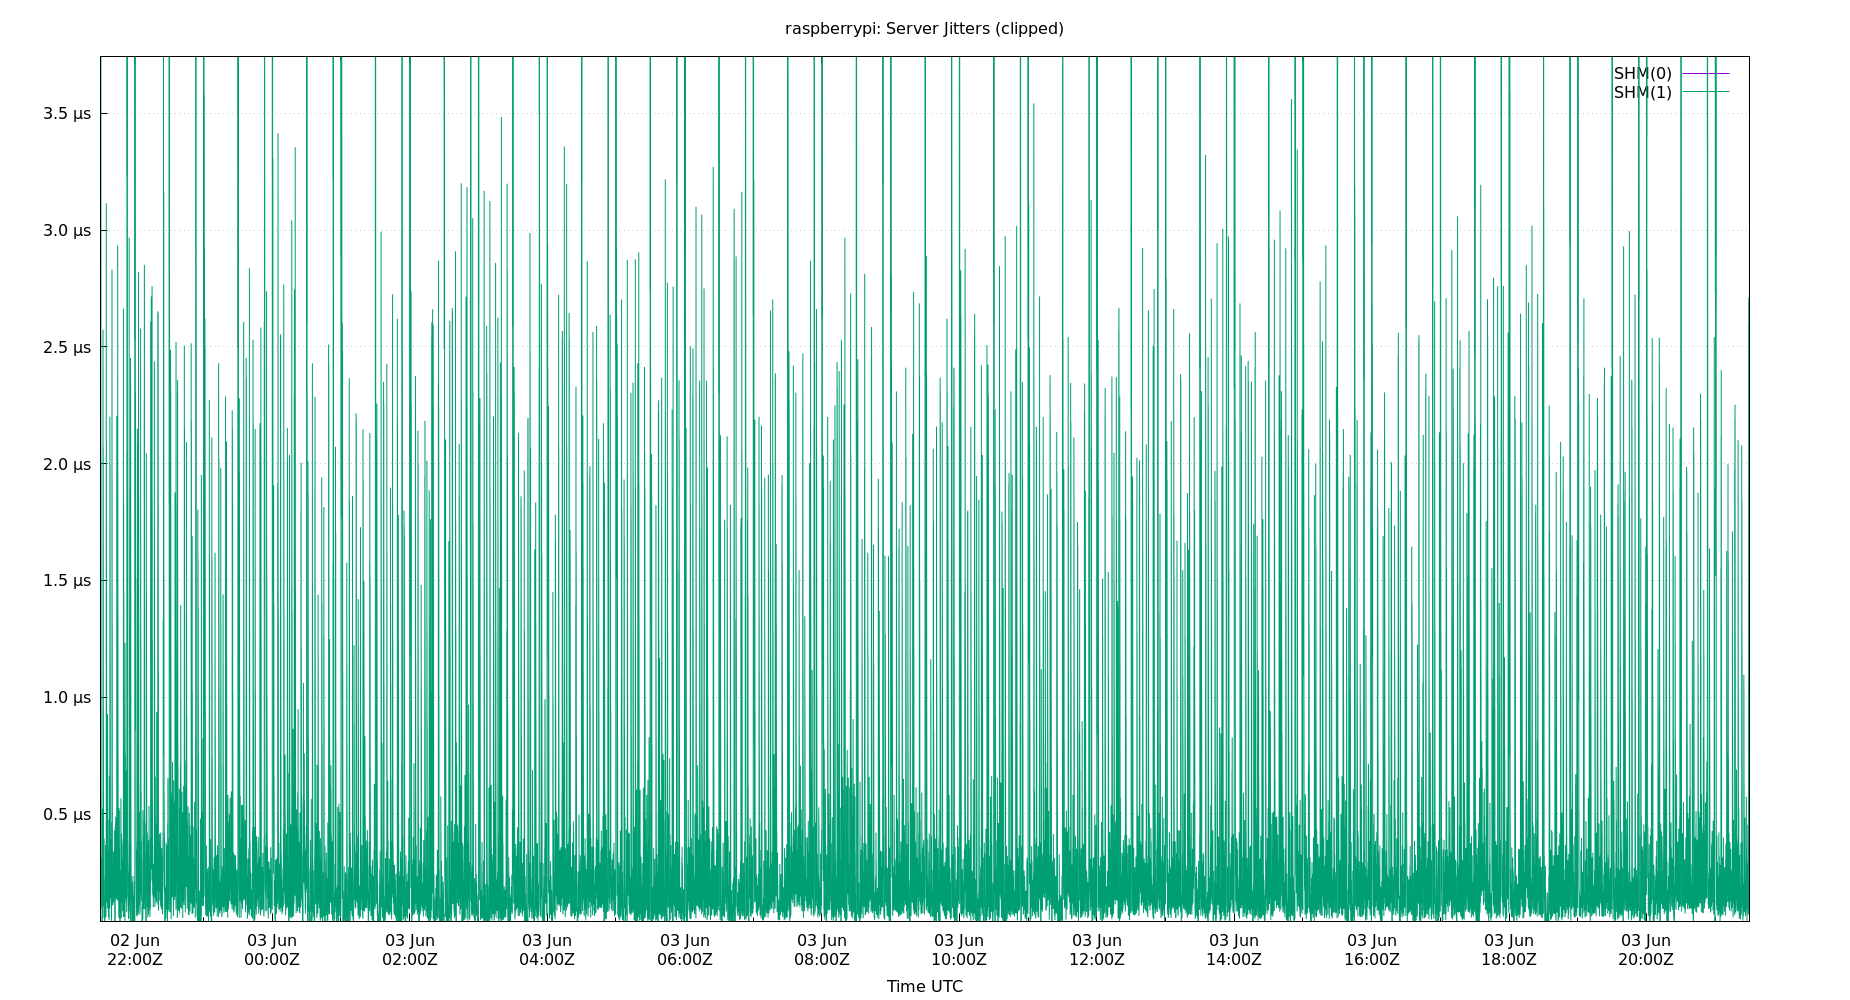 raspberrypi: Server Jitters (clipped)
SHM(0)
SHM(1)
3.5 µs
3.0 µs
2.5 µs
2.0 µs
1.5 µs
1.0 µs
0.5 µs
02 Jun 03 Jun 03 Jun 03 Jun 03 Jun 03 Jun 03 Jun 03 Jun 03 Jun 03 Jun 03 Jun 03 Jun
22:00Z 00:00Z 02:00Z 04:00Z 06:00Z 08:00Z 10:00Z 12:00Z 14:00Z 16:00Z 18:00Z 20:00Z
Time UTC